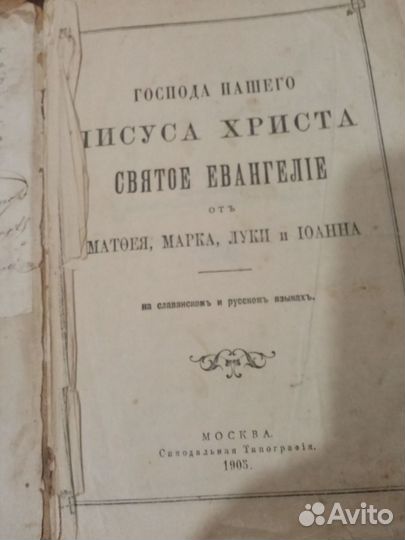 ГОСПОДА НАШЕГО
ІИСУСА ХРИСТА
СВЯТОЕ ЕВАНГЕЛІЕ
отъ
МАТѲЕЯ, МАРКА, ЛУКИ и ІОАННА
на славянскомъ и русскомъ языкахъ.
МОСКВА.
Синодальная Типографія.
1903.
Avito